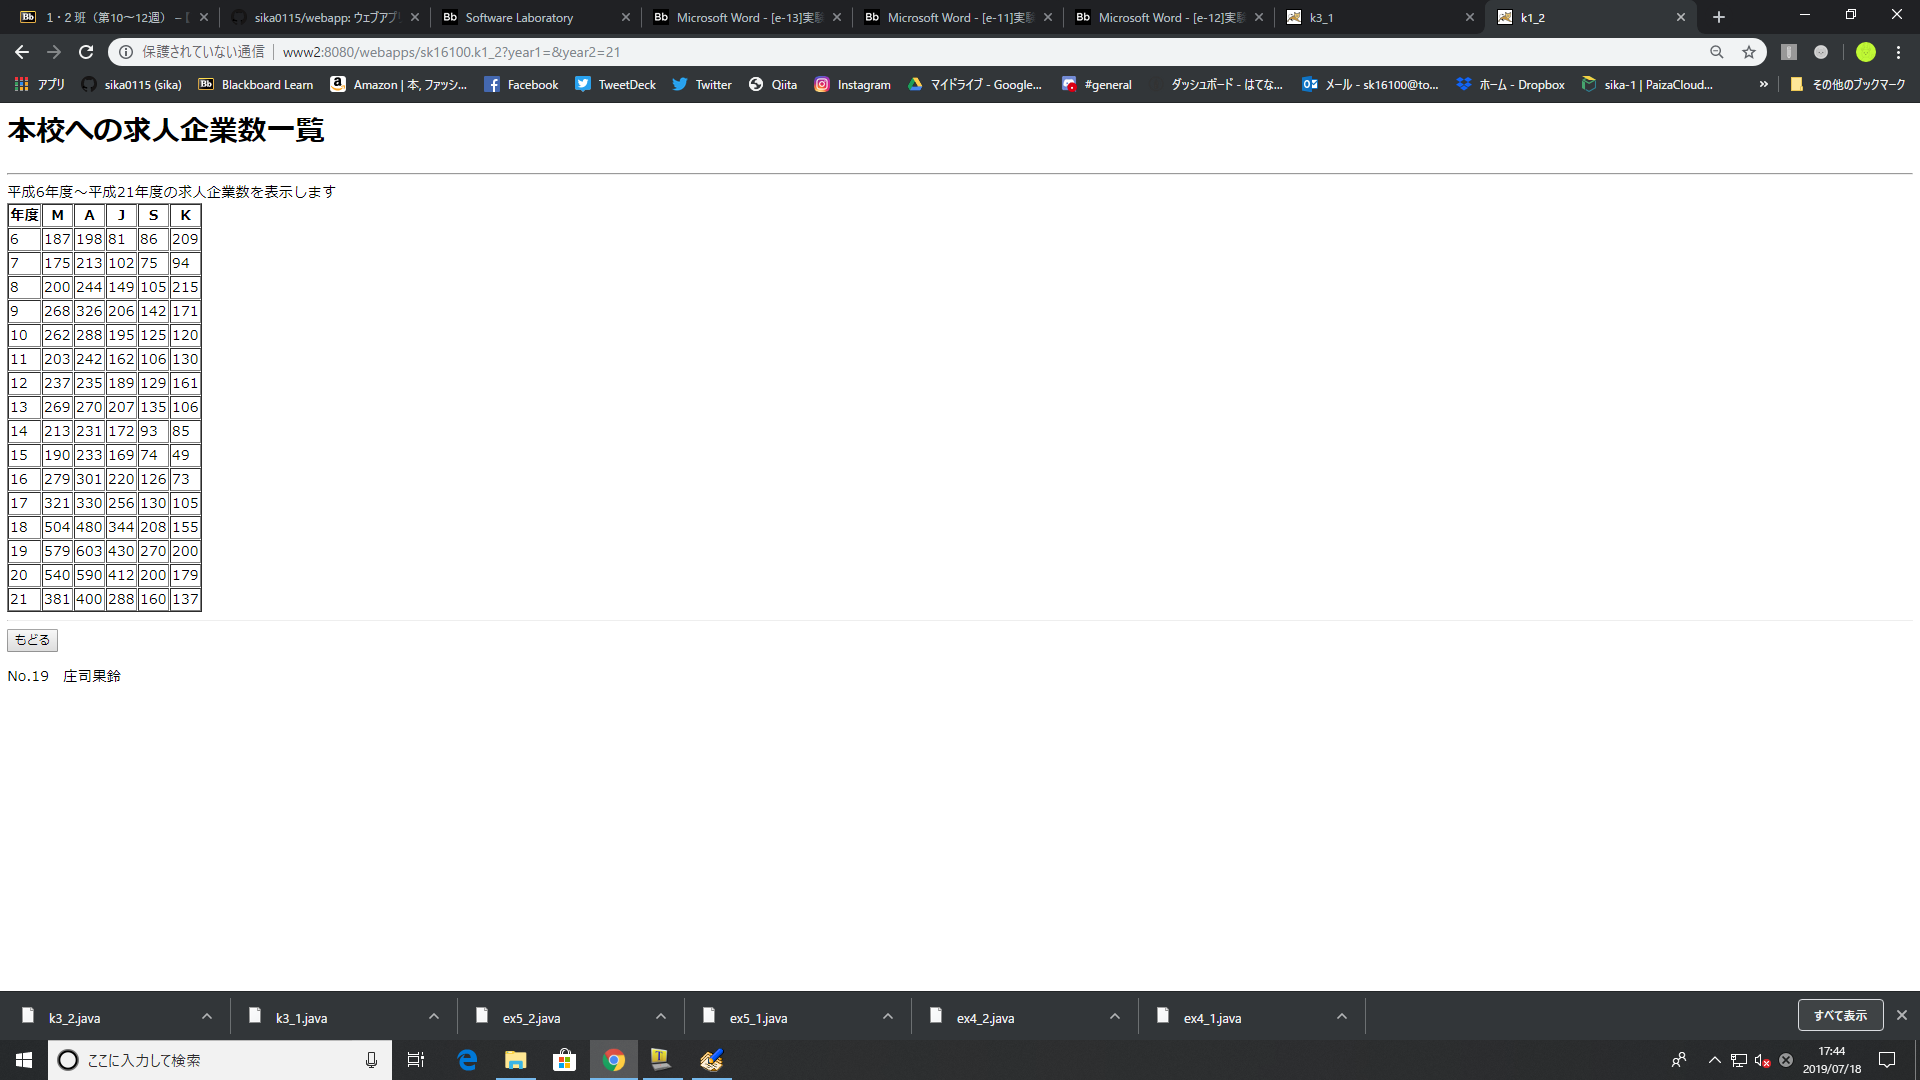 1・2 班（第10～12週） – [
sika0115/webapp: ウェブアプリ
Software Laboratory
Microsoft Word - [e-13]実験
Microsoft Word - [e-11]実験
Microsoft Word - [e-12]実験
k3_1
k1_2
保護されていない通信 | www2:8080/webapps/sk16100.k1_2?year1=&year2=21
アプリ
sika0115 (sika)
Blackboard Learn
Amazon | 本, ファッシ...
Facebook
TweetDeck
Twitter
Qiita
Instagram
マイドライブ - Google...
#general
ダッシュボード - はてな...
メール - sk16100@to...
ホーム - Dropbox
sika-1 | PaizaCloud...
»
その他のブックマーク
本校への求人企業数一覧
平成6年度～平成21年度の求人企業数を表示します
年度 M A J S K
6 187 198 81 86 209
7 175 213 102 75 94
8 200 244 149 105 215
9 268 326 206 142 171
10 262 288 195 125 120
11 203 242 162 106 130
12 237 235 189 129 161
13 269 270 207 135 106
14 213 231 172 93 85
15 190 233 169 74 49
16 279 301 220 126 73
17 321 330 256 130 105
18 504 480 344 208 155
19 579 603 430 270 200
20 540 590 412 200 179
21 381 400 288 160 137
もどる
No.19　庄司果鈴
k3_2.java
k3_1.java
ex5_2.java
ex5_1.java
ex4_2.java
ex4_1.java
すべて表示
ここに入力して検索
17:44
2019/07/18